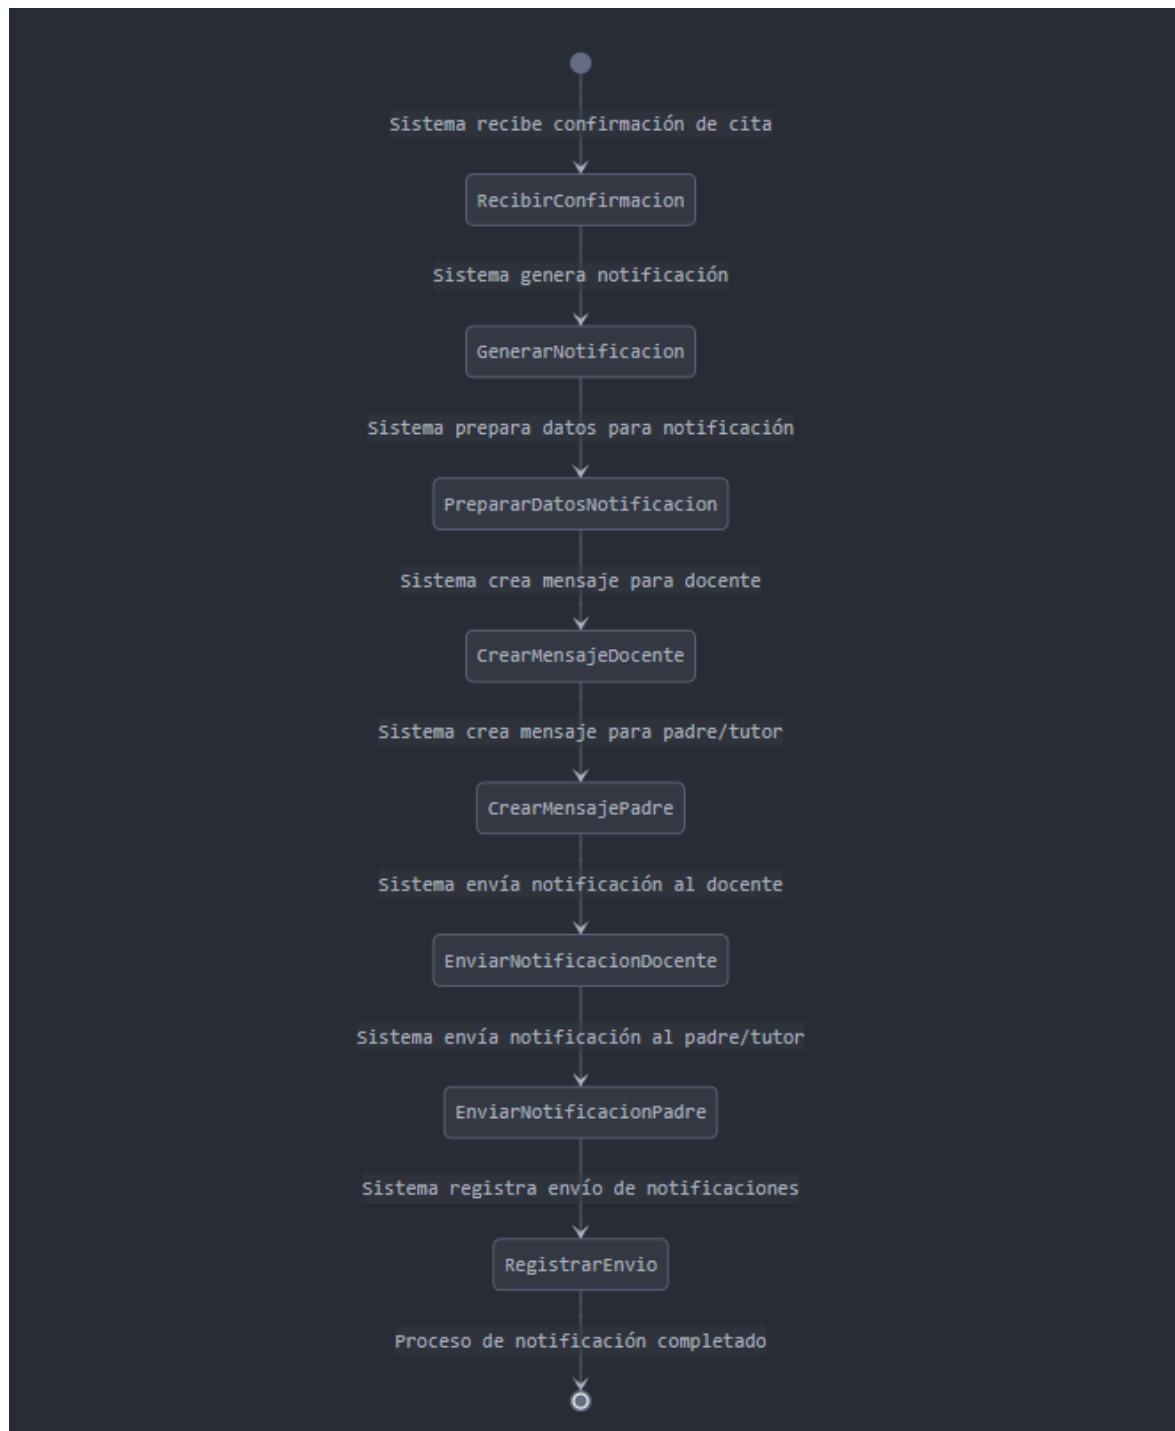 Sistema recibe confirmación de cita
RecibirConfirmacion
Sistema genera notificación
GenerarNotificacion
Sistema prepara datos para notificación
PrepararDatosNotificacion
Sistema crea mensaje para docente
CrearMensajeDocente
Sistema crea mensaje para padre/tutor
CrearMensajePadre
Sistema envía notificación al docente
EnviarNotificacionDocente
Sistema envía notificación al padre/tutor
EnviarNotificacionPadre
Sistema registra envío de notificaciones
RegistrarEnvio
Proceso de notificación completado